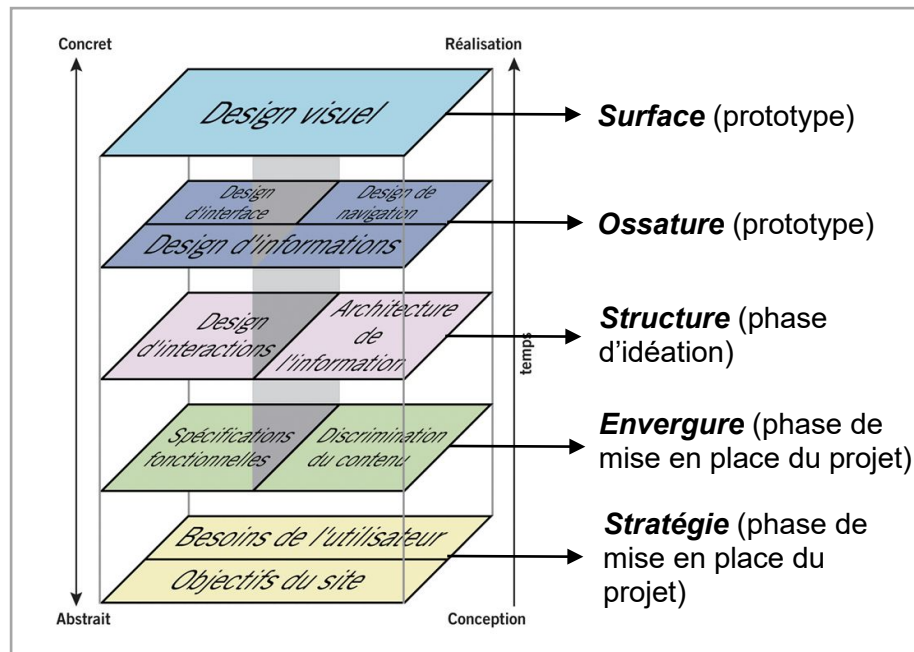 Concret
Réalisation
Design visuel
Surface (prototype)
Design
d'interface
Design de
navigation
Design d'informations
Ossature (prototype)
Design
d'interactions
Architecture
de
l'information
temps
Structure (phase
d’idéation)
Spécifications
fonctionnelles
Discrimination
du contenu
Envergure (phase de
mise en place du projet)
Besoins de l'utilisateur
Objectifs du site
Stratégie (phase de
mise en place du
projet)
Abstrait
Conception